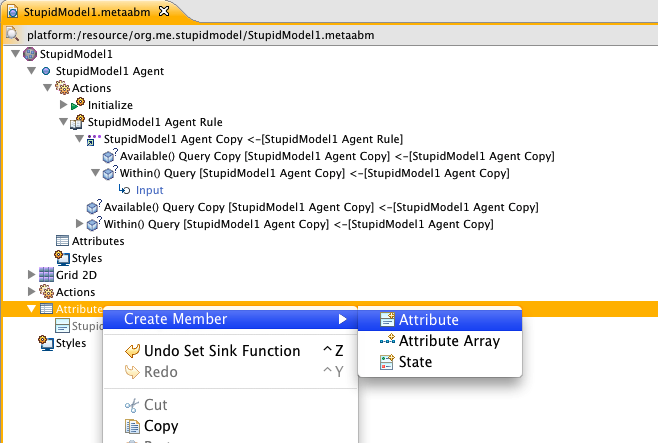 StupidModel1.metaabm
platform:/resource/org.me.stupidmodel/StupidModel1.metaabm
StupidModel1
StupidModel1 Agent
Actions
Initialize
StupidModel1 Agent Rule
StupidModel1 Agent Copy <-[StupidModel1 Agent Rule]
Available() Query Copy [StupidModel1 Agent Copy] <-[StupidModel1 Agent Copy]
Within() Query [StupidModel1 Agent Copy] <-[StupidModel1 Agent Copy]
Input
Available() Query Copy [StupidModel1 Agent Copy] <-[StupidModel1 Agent Copy]
Within() Query [StupidModel1 Agent Copy] <-[StupidModel1 Agent Copy]
Attributes
Styles
Grid 2D
Actions
Attribute
Stupid
Styles
Create Member
Undo Set Sink Function ^Z
Redo ^Y
Cut
Copy
Attribute
Attribute Array
State